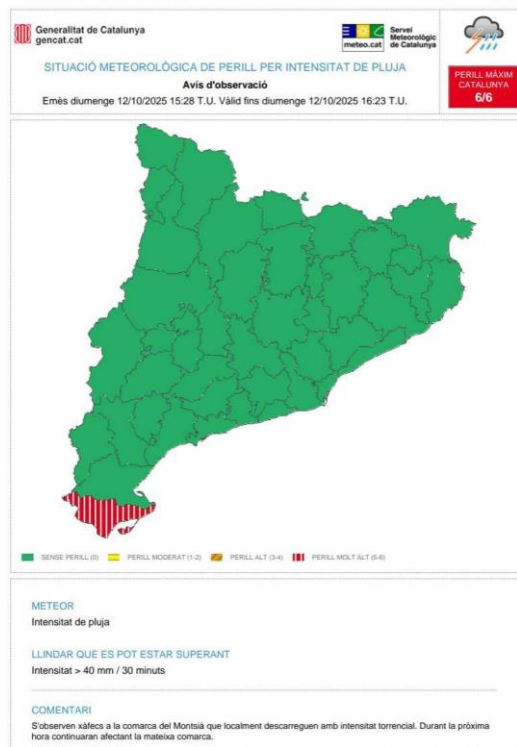 Generalitat de Catalunya
gencat.cat
meteo.cat
Servei
Meteorològic
de Catalunya
SITUACIÓ METEOROLÒGICA DE PERILL PER INTENSITAT DE PLUJA
Avís d'observació
Emès diumenge 12/10/2025 15:28 T.U. Vàlid fins diumenge 12/10/2025 16:23 T.U.
PERILL MÀXIM
CATALUNYA
6/6
SENSE PERILL (0) PERILL MODERAT (1-2) PERILL ALT (3-4) PERILL MOLT ALT (5-6)
METEOR
Intensitat de pluja
LLINDAR QUE ES POT ESTAR SUPERANT
Intensitat > 40 mm / 30 minuts
COMENTARI
S'observen xàfecs a la comarca del Montsià que localment descarreguen amb intensitat torrencial. Durant la pròxima
hora continuaran afectant la mateixa comarca.